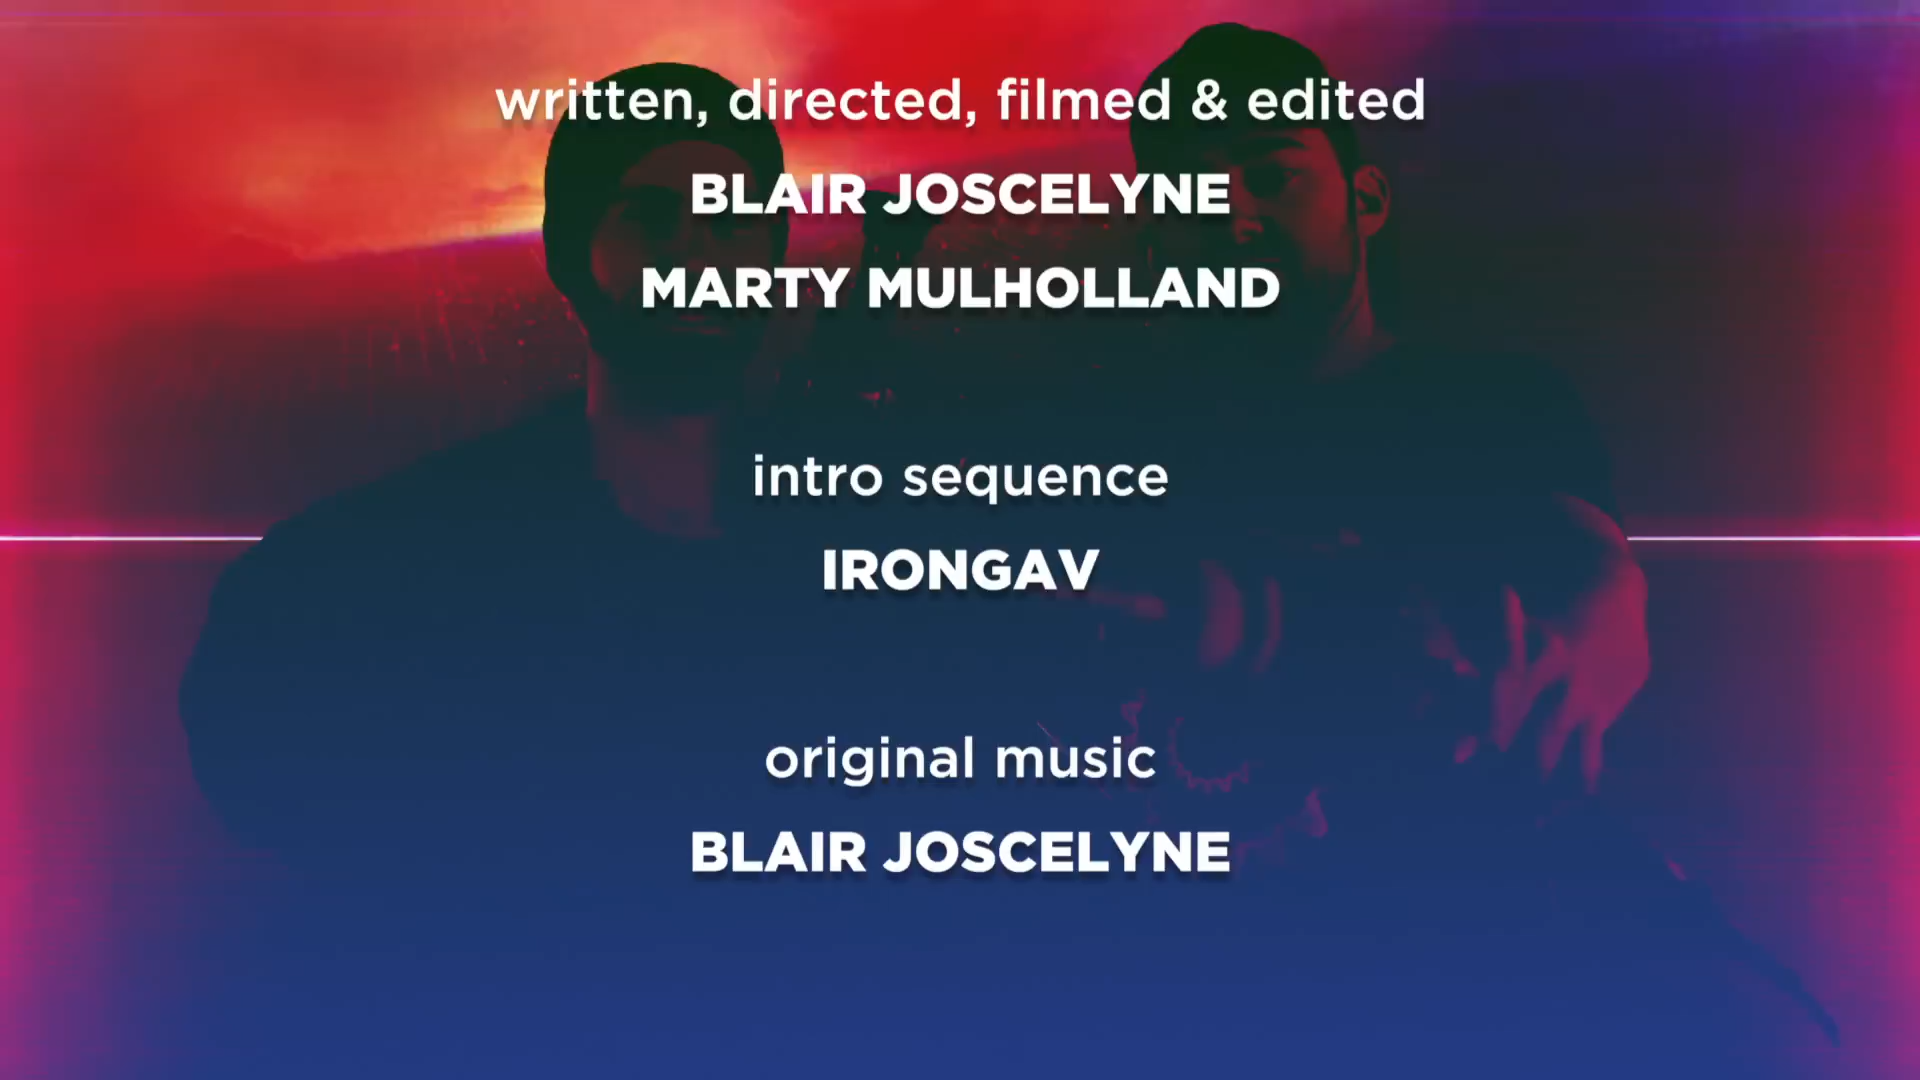 written, directed, filmed & edited
BLAIR JOSCELYNE
MARTY MULHOLLAND
intro sequence
IRONGAV
original music
BLAIR JOSCELYNE